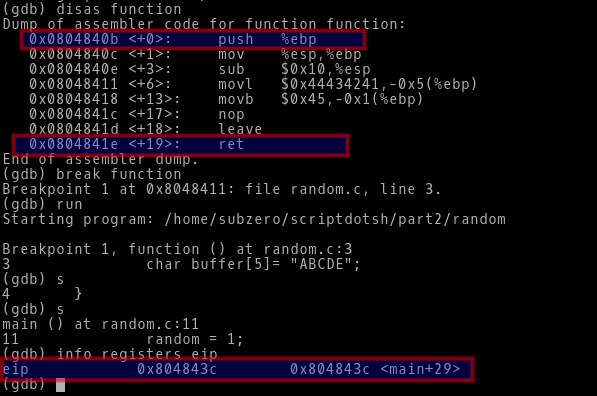 (gdb) disas function
Dump of assembler code for function function:
   0x0804840b <+0>:     push   %ebp
   0x0804840c <+1>:     mov    %esp,%ebp
   0x0804840e <+3>:     sub    $0x10,%esp
   0x08048411 <+6>:     movl   $0x44434241,-0x5(%ebp)
   0x08048418 <+13>:    movb   $0x45,-0x1(%ebp)
   0x0804841c <+17>:    nop
   0x0804841d <+18>:    leave
   0x0804841e <+19>:    ret
End of assembler dump.
(gdb) break function
Breakpoint 1 at 0x8048411: file random.c, line 3.
(gdb) run
Starting program: /home/subzero/scriptdotsh/part2/random
Breakpoint 1, function () at random.c:3
3               char buffer[5]= "ABCDE";
(gdb) s
4       }
(gdb) s
main () at random.c:11
11              random = 1;
(gdb) info registers eip
eip            0x804843c        0x804843c <main+29>
(gdb)